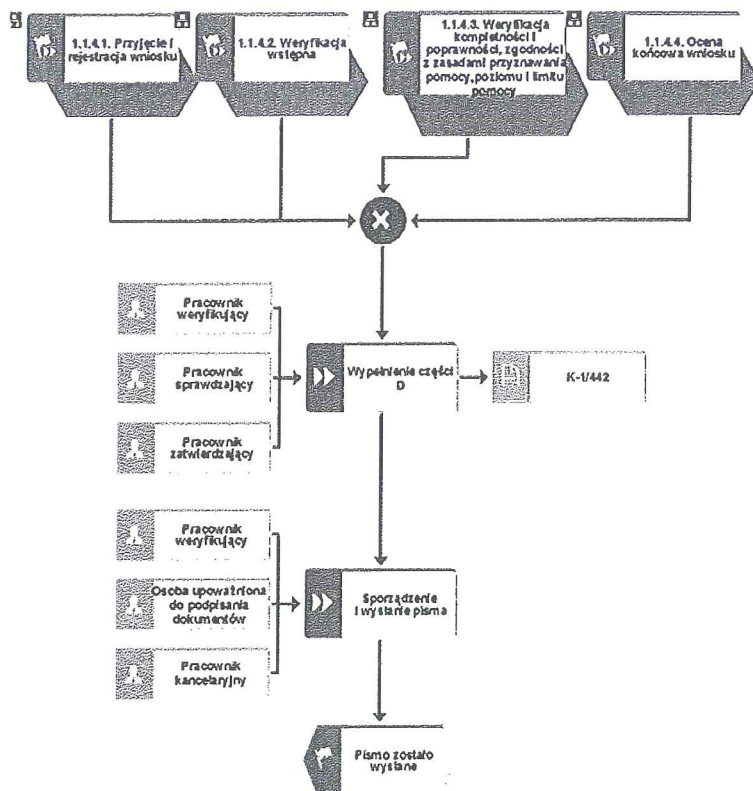 1.1.4.1. Przyjęcie i
rejestracja wniosku
1.1.4.2. Weryfikacja
wstępna
1.1.4.3. Weryfikacja
kompletności i
poprawności, zgodności
z zasadami przyznawania
pomocy, poziomu i limitu
pomocy
1.1.4.4. Ocena
końcowa wniosku
Pracownik
weryfikujący
Pracownik
sprawdzający
Pracownik
zatwierdzający
Wypełnienie części
D
K-1/442
Pracownik
weryfikujący
Osoba upoważniona
do podpisania
dokumentów
Pracownik
kancelaryjny
Sporządzenie
i wysłanie pisma
Pismo zostało
wysłane